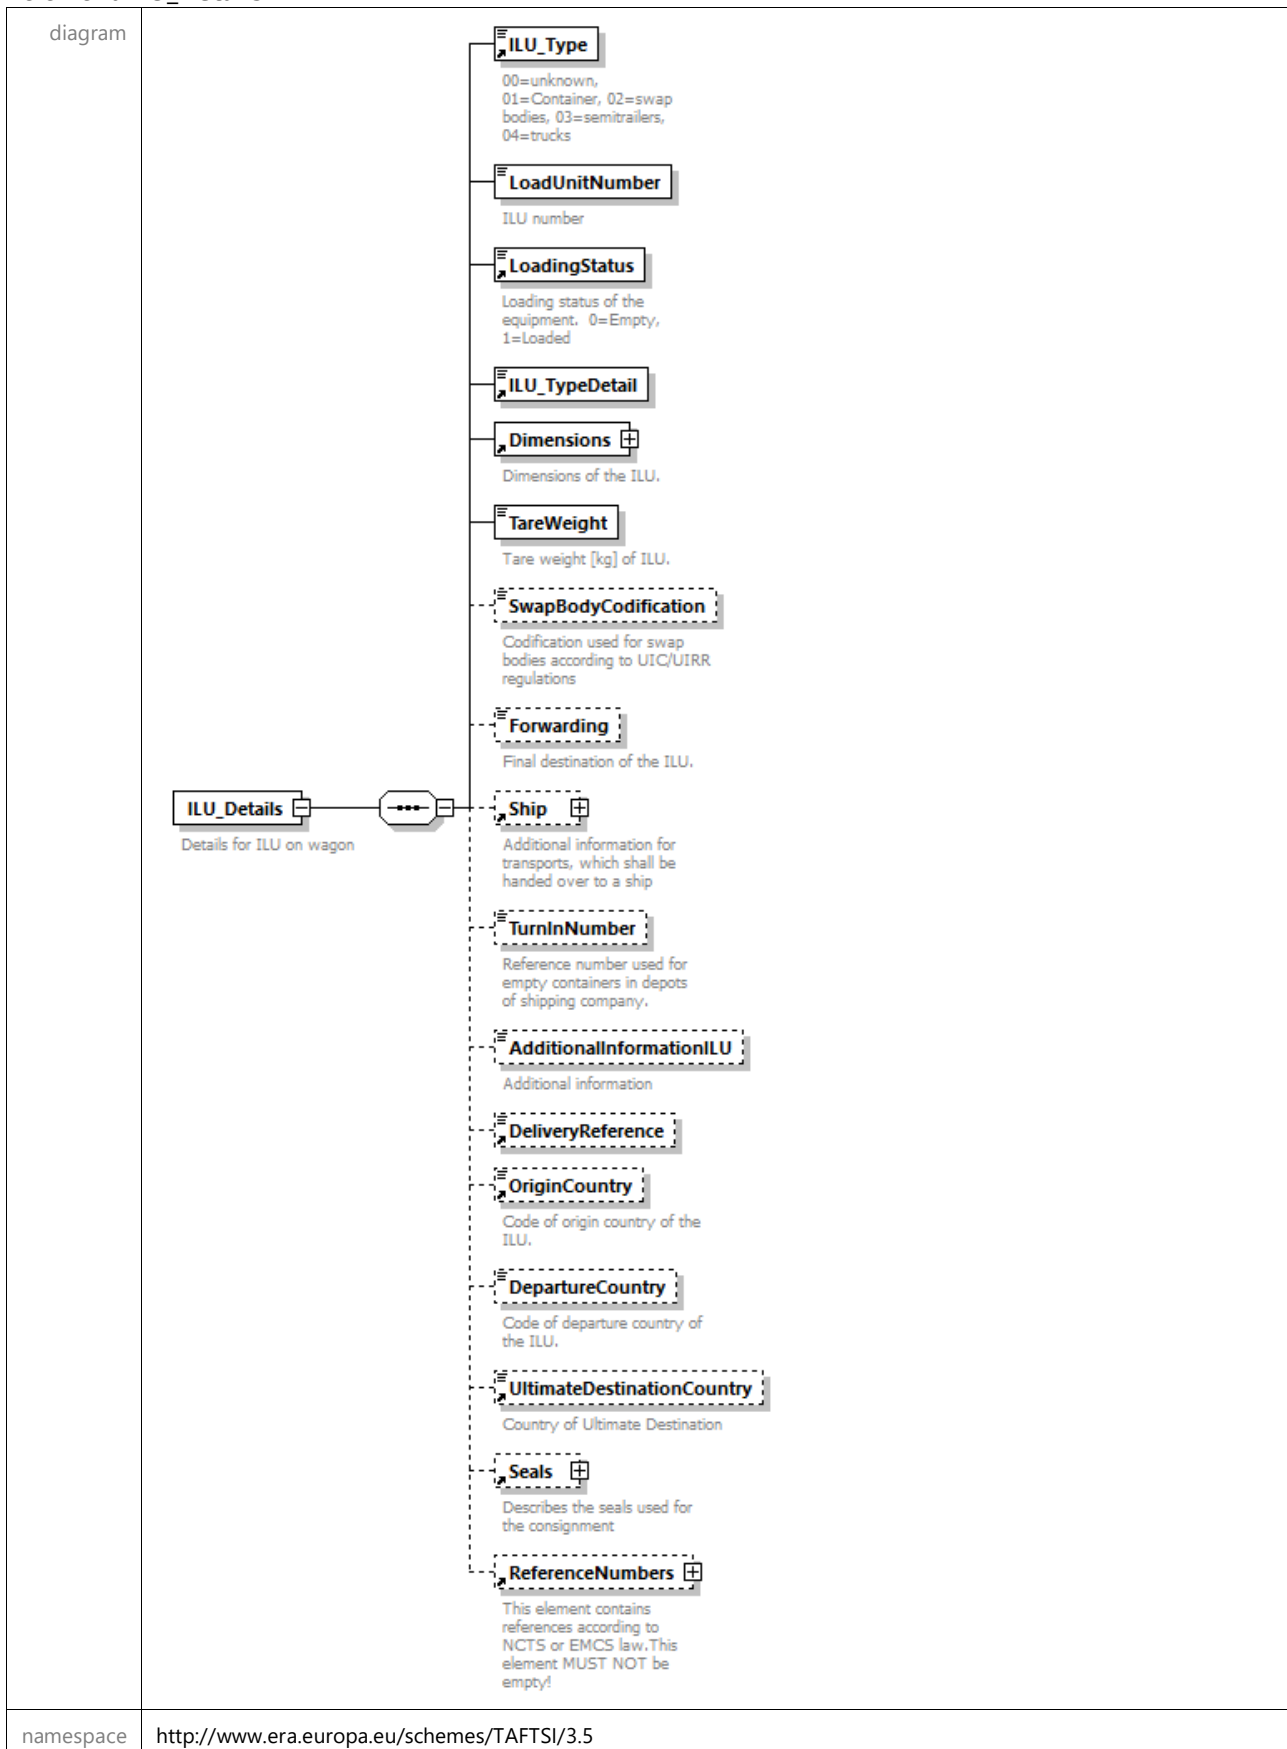 diagram
ILU_Type
00=unknown,
01=Container, 02=swap
bodies, 03=semitrailers,
04=trucks
LoadUnitNumber
ILU number
LoadingStatus
Loading status of the
equipment.  0=Empty,
1=Loaded
ILU_TypeDetail
Dimensions
Dimensions of the ILU.
TareWeight
Tare weight [kg] of ILU.
SwapBodyCodification
Codification used for swap
bodies according to UIC/UIRR
regulations
Forwarding
Final destination of the ILU.
ILU_Details
Details for ILU on wagon
Ship
Additional information for
transports, which shall be
handed over to a ship
TurnInNumber
Reference number used for
empty containers in depots
of shipping company.
AdditionalInformationILU
Additional information
DeliveryReference
OriginCountry
Code of origin country of the
ILU.
DepartureCountry
Code of departure country of
the ILU.
UltimateDestinationCountry
Country of Ultimate Destination
Seals
Describes the seals used for
the consignment
ReferenceNumbers
This element contains
references according to
NCTS or EMCS law.This
element MUST NOT be
empty!
namespace http://www.era.europa.eu/schemes/TAFTSI/3.5